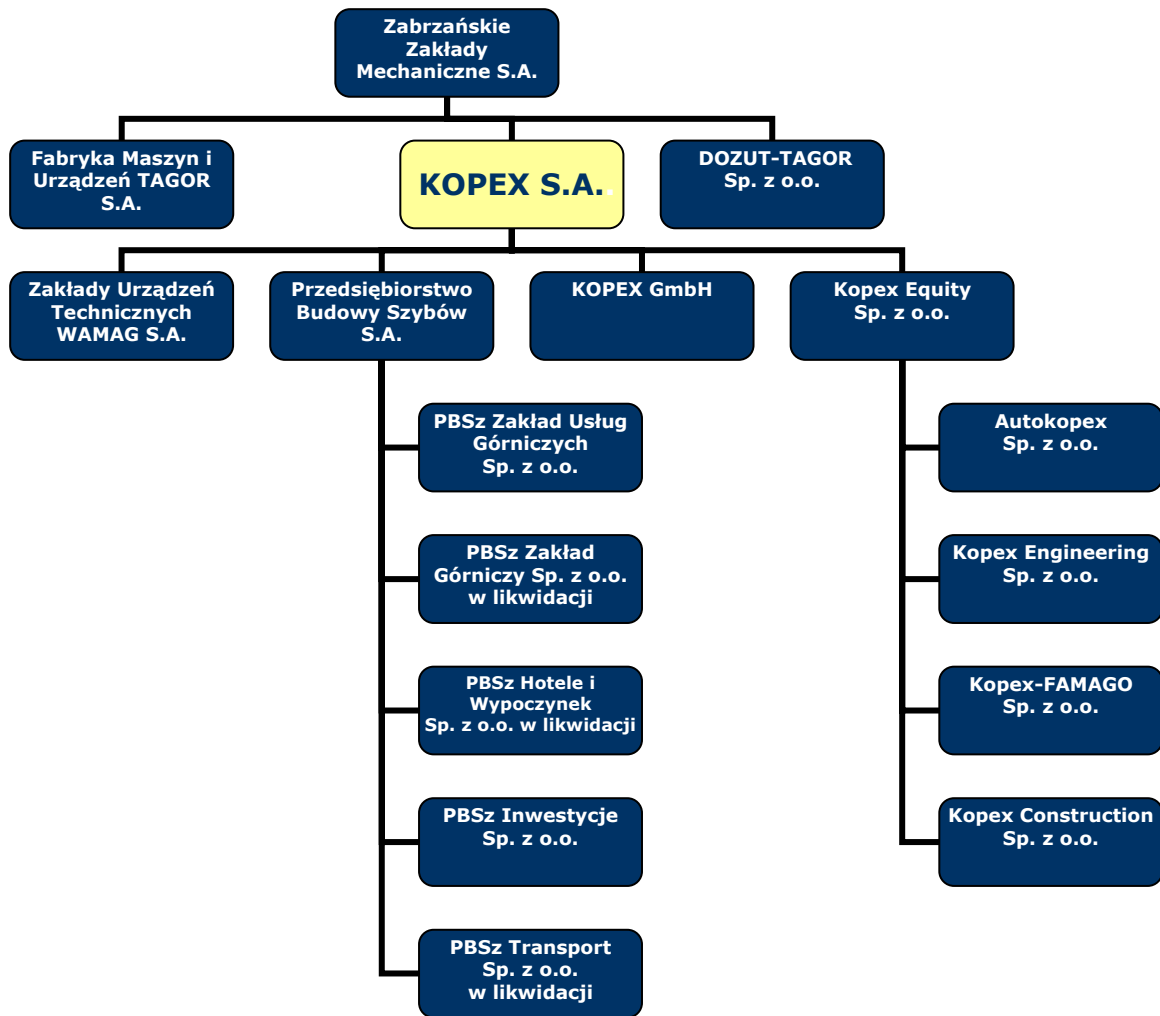 Zabrzańskie
Zakłady
Mechaniczne S.A.
Fabryka Maszyn i
Urządzeń TAGOR
S.A.
KOPEX S.A..
DOZUT-TAGOR
Sp. z o.o.
Zakłady Urządzeń
Technicznych
WAMAG S.A.
Przedsiębiorstwo
Budowy Szybów
S.A.
KOPEX GmbH
Kopex Equity
Sp. z o.o.
PBSz Zakład Usług
Górniczych
Sp. z o.o.
PBSz Zakład
Górniczy Sp. z o.o.
w likwidacji
PBSz Hotele i
Wypoczynek
Sp. z o.o. w likwidacji
PBSz Inwestycje
Sp. z o.o.
PBSz Transport
Sp. z o.o.
w likwidacji
Autokopex
Sp. z o.o.
Kopex Engineering
Sp. z o.o.
Kopex-FAMAGO
Sp. z o.o.
Kopex Construction
Sp. z o.o.